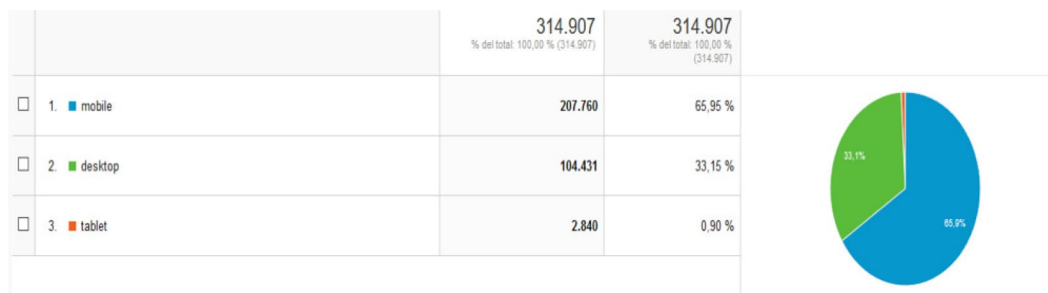 314.907
% del total: 100,00 % (314.907)
314.907
% del total: 100,00 %
(314.907)
1. mobile 207.760 65,95 %
2. desktop 104.431 33,15 %
3. tablet 2.840 0,90 %
33,1%
65,9%